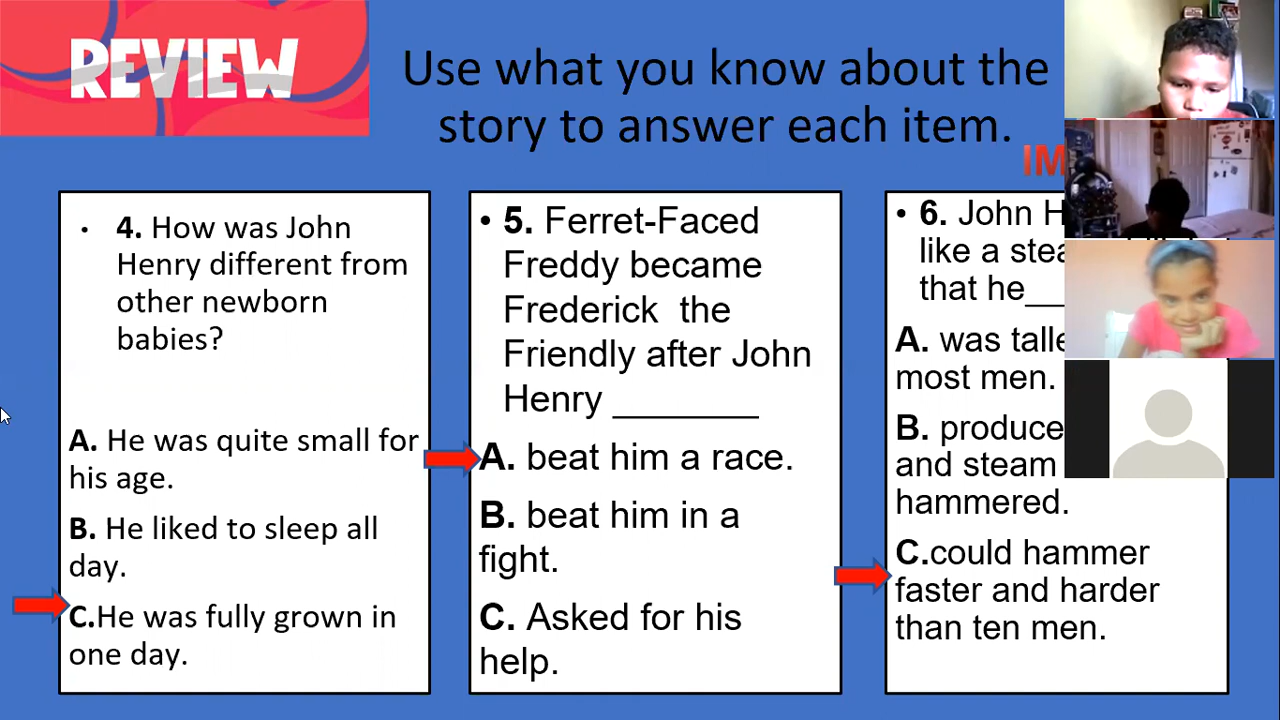 REVIEW
Use what you know about the
story to answer each item.
IM
• 4. How was John
Henry different from
other newborn
babies?
A. He was quite small for
his age.
B. He liked to sleep all
day.
C.He was fully grown in
one day.
• 5. Ferret-Faced
Freddy became
Frederick the
Friendly after John
Henry _______
A. beat him a race.
B. beat him in a
fight.
C. Asked for his
help.
• 6. John H
like a stea
that he__
A. was talle
most men.
B. produce
and steam
hammered.
C.could hammer
faster and harder
than ten men.